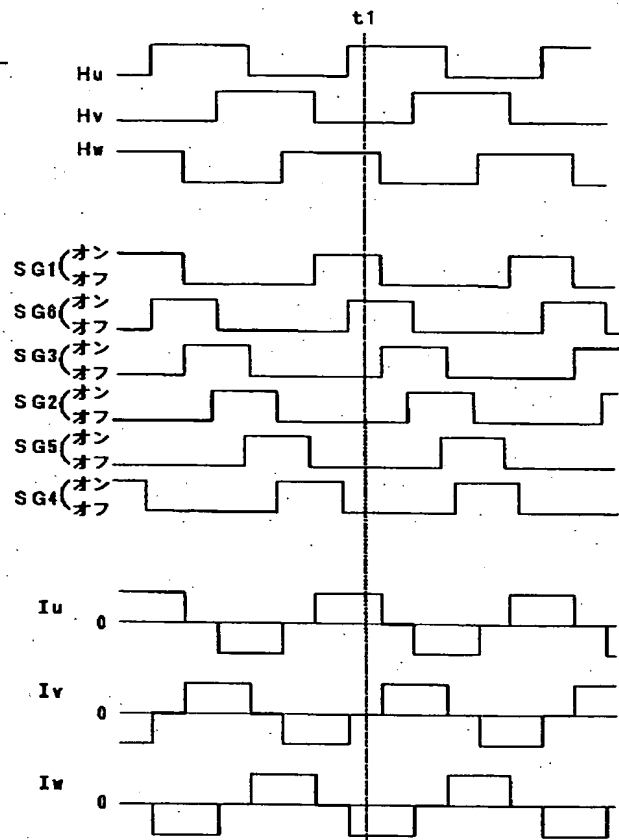 t1
Hu
Hv
Hw
SG1(オン
オフ
SG6(オン
オフ
SG3(オン
オフ
SG2(オン
オフ
SG5(オン
オフ
SG4(オン
オフ
Iu 0
Iv 0
Iw 0